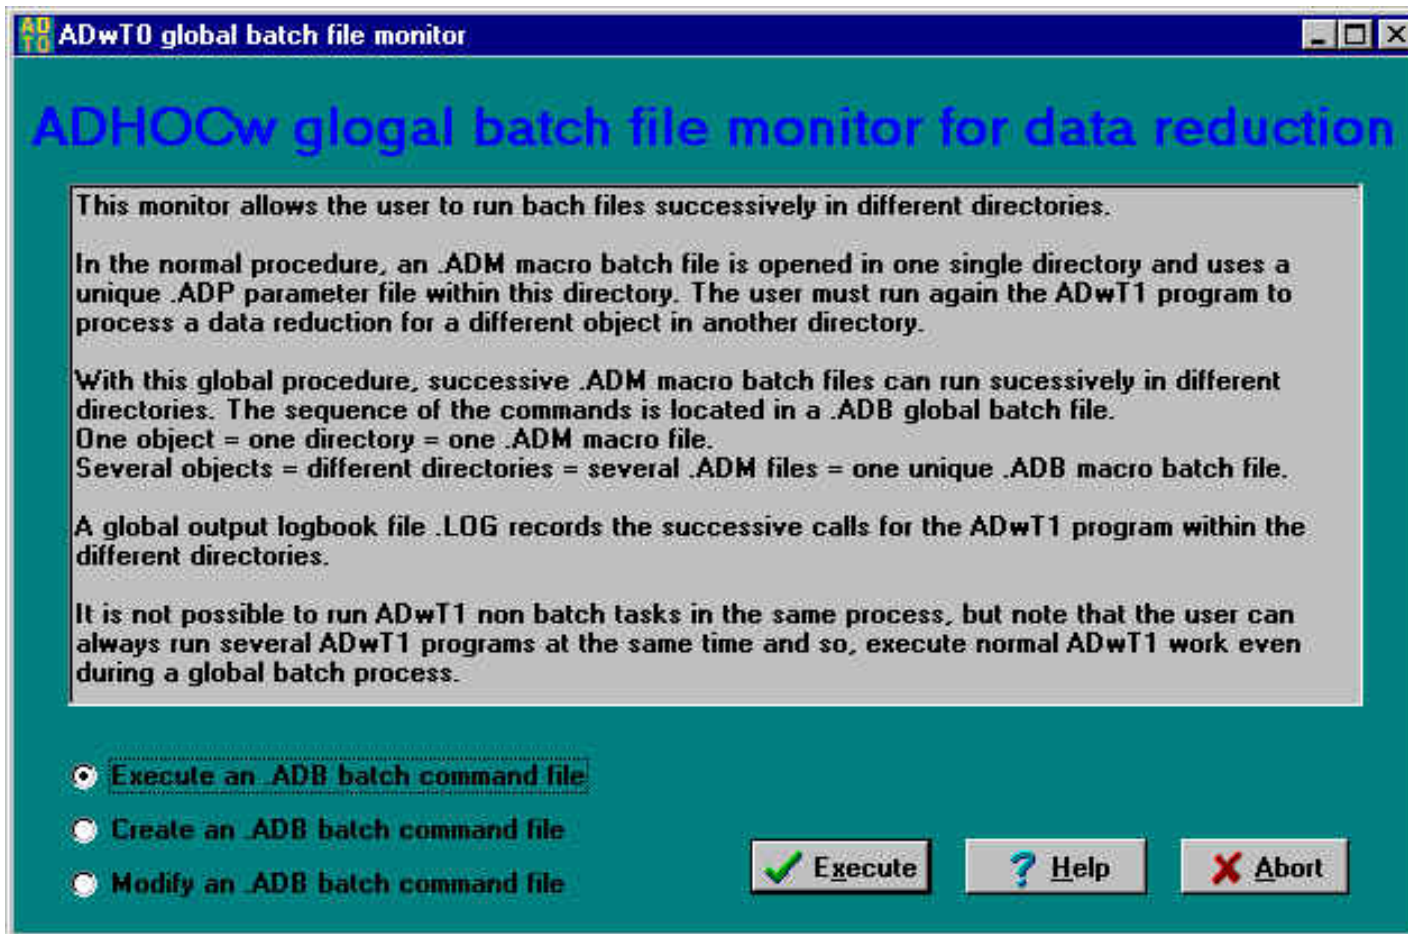 AD
T0
ADwT0 global batch file monitor
ADHOCw glogal batch file monitor for data reduction
This monitor allows the user to run bach files successively in different directories.
In the normal procedure, an .ADM macro batch file is opened in one single directory and uses a
unique .ADP parameter file within this directory. The user must run again the ADwT1 program to
process a data reduction for a different object in another directory.
With this global procedure, successive .ADM macro batch files can run sucessively in different
directories. The sequence of the commands is located in a .ADB global batch file.
One object = one directory = one .ADM macro file.
Several objects = different directories = several .ADM files = one unique .ADB macro batch file.
A global output logbook file .LOG records the successive calls for the ADwT1 program within the
different directories.
It is not possible to run ADwT1 non batch tasks in the same process, but note that the user can
always run several ADwT1 programs at the same time and so, execute normal ADwT1 work even
during a global batch process.
Execute an .ADB batch command file
Create an .ADB batch command file
Modify an .ADB batch command file
Execute
Help
Abort